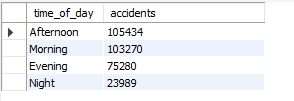 time_of_day accidents
Afternoon 105434
Morning 103270
Evening 75280
Night 23989